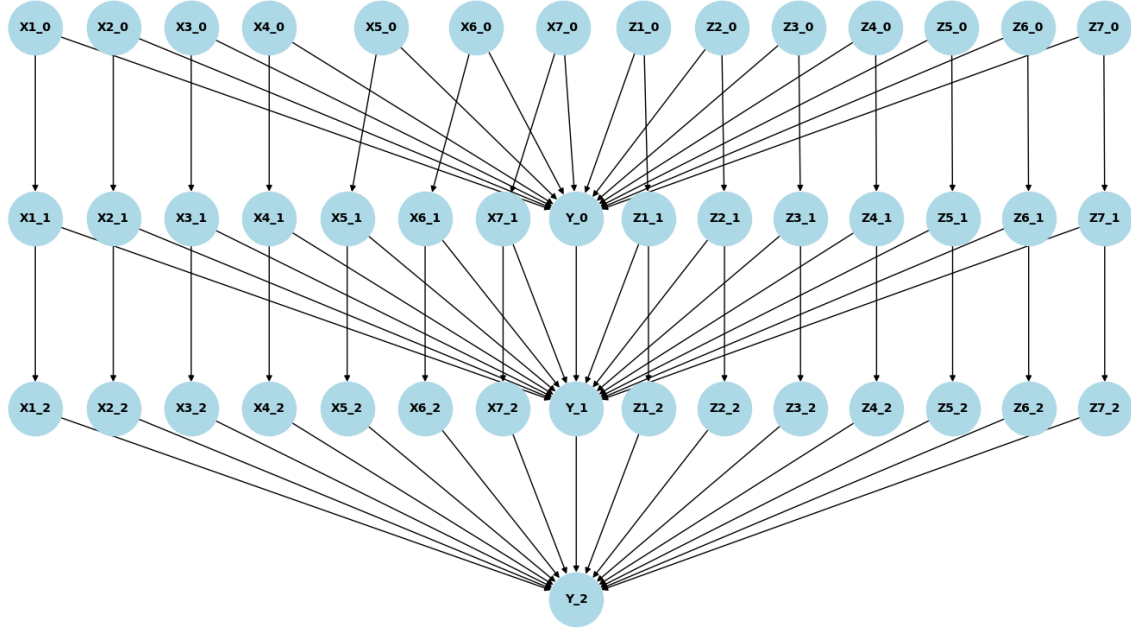 X1_0 X2_0 X3_0 X4_0 X5_0 X6_0 X7_0 Z1_0 Z2_0 Z3_0 Z4_0 Z5_0 Z6_0 Z7_0
X1_1 X2_1 X3_1 X4_1 X5_1 X6_1 X7_1 Y_0 Z1_1 Z2_1 Z3_1 Z4_1 Z5_1 Z6_1 Z7_1
X1_2 X2_2 X3_2 X4_2 X5_2 X6_2 X7_2 Y_1 Z1_2 Z2_2 Z3_2 Z4_2 Z5_2 Z6_2 Z7_2
Y_2